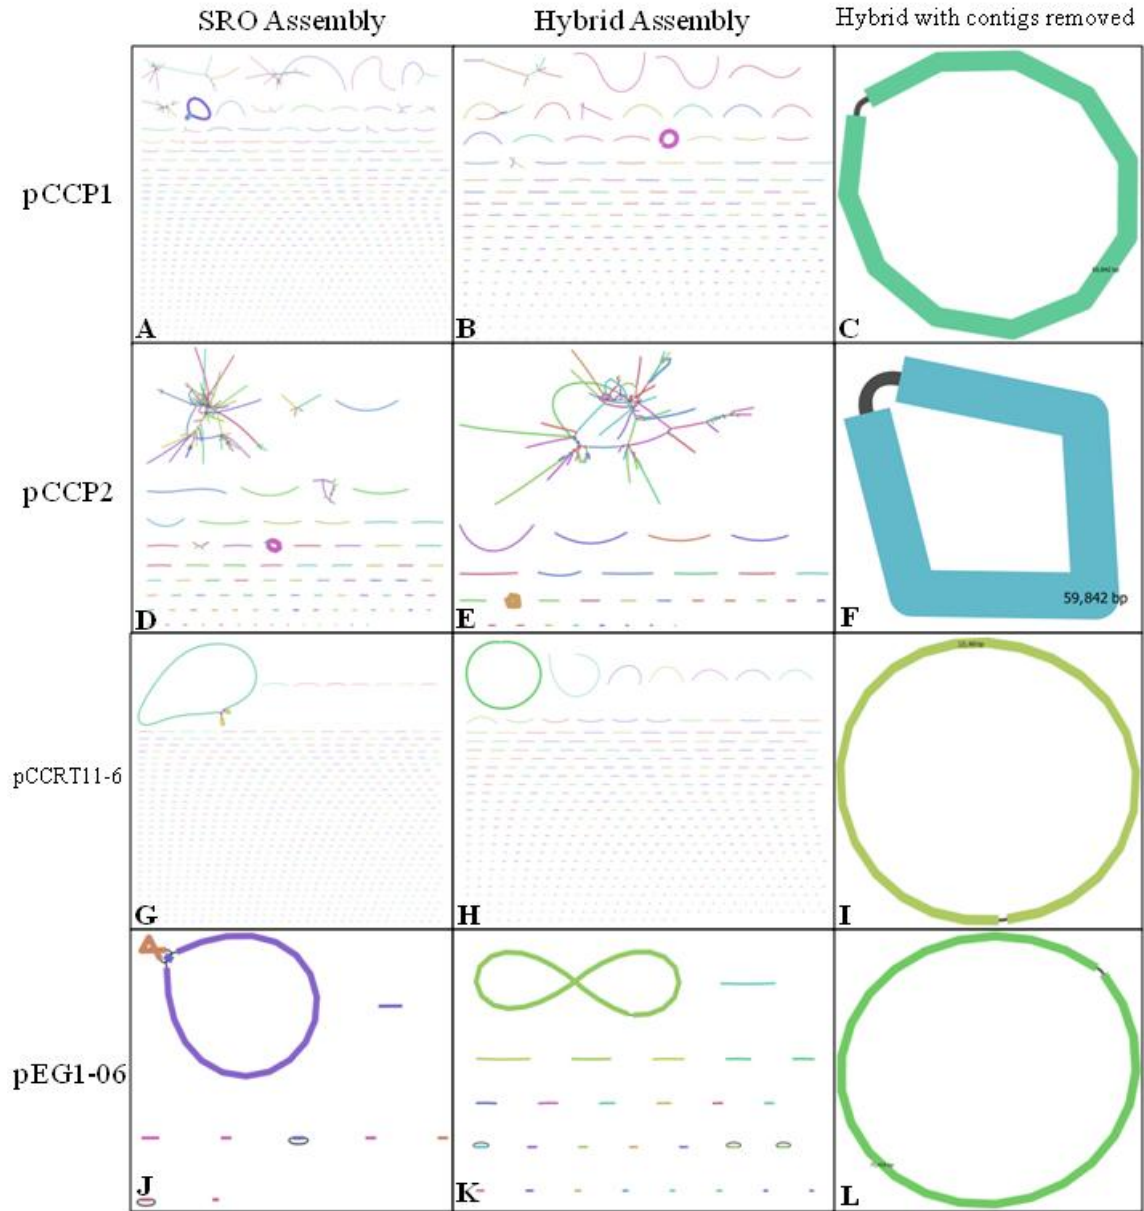 SRO Assembly
Hybrid Assembly
Hybrid with contigs removed
pCCP1
A
B
C
pCCP2
D
E
59,842 bp
F
pCCRT11-6
G
H
I
pEG1-06
J
K
L